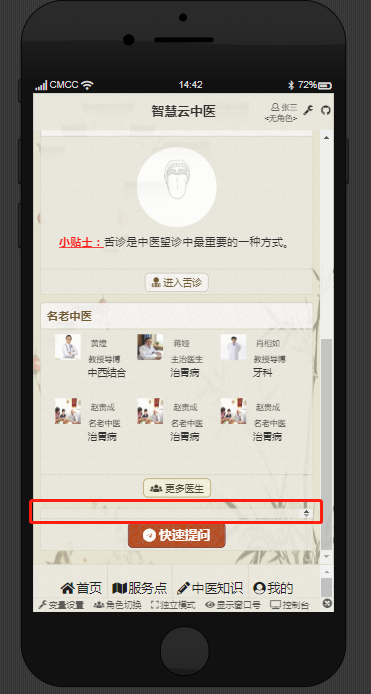 CMCC 14:42 72%
智慧云中医
张三
<无角色>
小贴士：舌诊是中医望诊中最重要的一种方式。
进入舌诊
名老中医
黄煌 蒋娅 肖相如
教授导博 主治医生 教授导博
中西结合 治胃病 牙科
赵贵成 赵贵成 赵贵成
名老中医 名老中医 名老中医
治胃病 治胃病 治胃病
更多医生
快速提问
首页 服务点 中医知识 我的
变量设置 角色切换 独立模式 显示窗口号 控制台